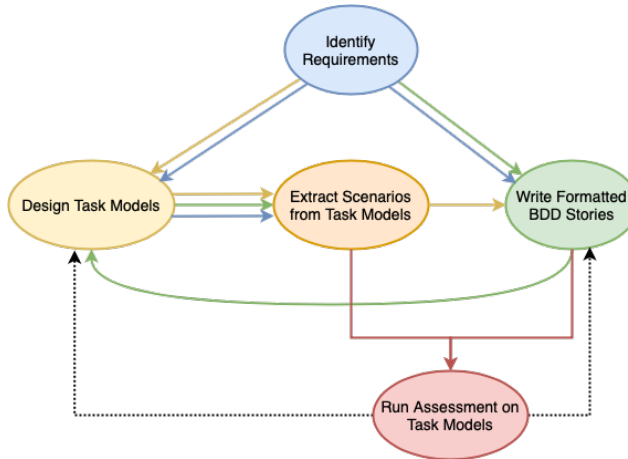 Identify
Requirements
Design Task Models
Extract Scenarios
from Task Models
Write Formatted
BDD Stories
Run Assessment on
Task Models